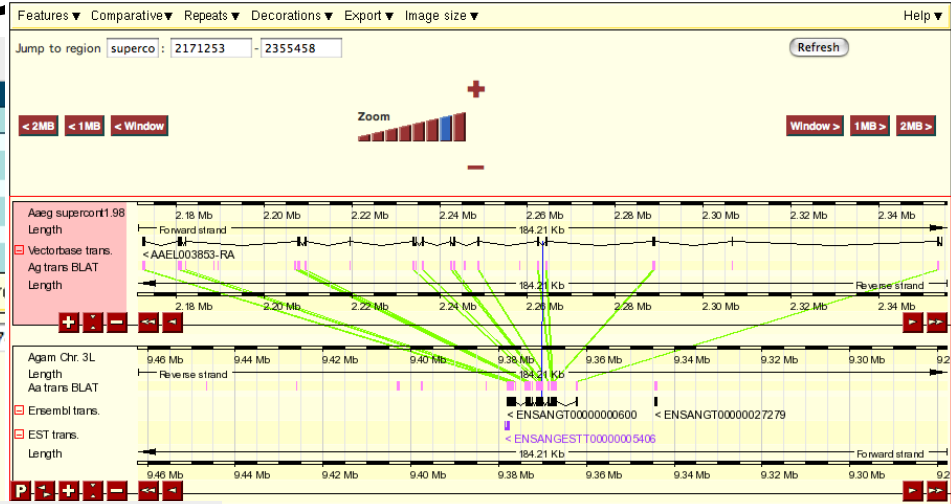 Features ▼ Comparative ▼ Repeats ▼ Decorations ▼ Export ▼ Image size ▼ Help ▼
Jump to region superco : 2171253 - 2355458 Refresh
+
Zoom
< 2MB < 1MB < Window Window > 1MB > 2MB >
−
Aaeg supercont1.98 2.18 Mb 2.20 Mb 2.22 Mb 2.24 Mb 2.26 Mb 2.28 Mb 2.30 Mb 2.32 Mb 2.34 Mb
Length Forward strand 184.21 Kb
Vectorbase trans.
< AAEL003853-RA
Ag trans BLAT
Length 184.21 Kb Reverse strand
2.18 Mb 2.20 Mb 2.22 Mb 2.24 Mb 2.26 Mb 2.28 Mb 2.30 Mb 2.32 Mb 2.34 Mb
Agam Chr. 3L 9.46 Mb 9.44 Mb 9.42 Mb 9.40 Mb 9.38 Mb 9.36 Mb 9.34 Mb 9.32 Mb 9.30 Mb 9.2
Length Reverse strand 184.21 Kb
Aa trans BLAT
Ensembl trans.
< ENSANGT00000000600 < ENSANGT00000027279
EST trans.
< ENSANGESTT00000005406
Length 184.21 Kb Forward strand
9.46 Mb 9.44 Mb 9.42 Mb 9.40 Mb 9.38 Mb 9.36 Mb 9.34 Mb 9.32 Mb 9.30 Mb 9.2
P